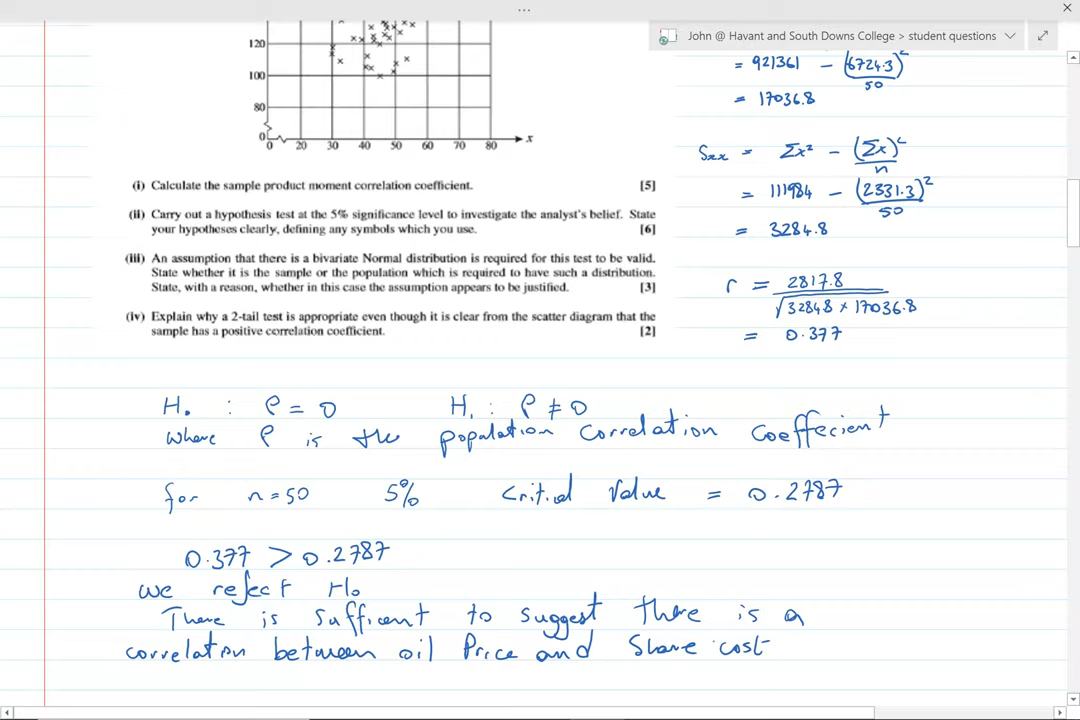 ...
John @ Havant and South Downs College > student questions
120
100
80
0
0 20 30 40 50 60 70 80 x
(i) Calculate the sample product moment correlation coefficient. [5]
(ii) Carry out a hypothesis test at the 5% significance level to investigate the analyst's belief. State
your hypotheses clearly, defining any symbols which you use. [6]
(iii) An assumption that there is a bivariate Normal distribution is required for this test to be valid.
State whether it is the sample or the population which is required to have such a distribution.
State, with a reason, whether in this case the assumption appears to be justified. [3]
(iv) Explain why a 2-tail test is appropriate even though it is clear from the scatter diagram that the
sample has a positive correlation coefficient. [2]
= 921361 - (6724.3)²/50
= 17036.8
Sxx = Σx² - (Σx)²/n
= 111984 - (2331.3)²/50
= 3284.8
r = 2817.8/√3284.8 × 17036.8
= 0.377
H₀ : ρ = 0 H₁ : ρ ≠ 0
Where ρ is the population correlation coeffecient
for n=50 5% critical value = 0.2787
0.377 > 0.2787
we reject H₀
There is sufficent to suggest there is a
correlation between oil Price and Share cost